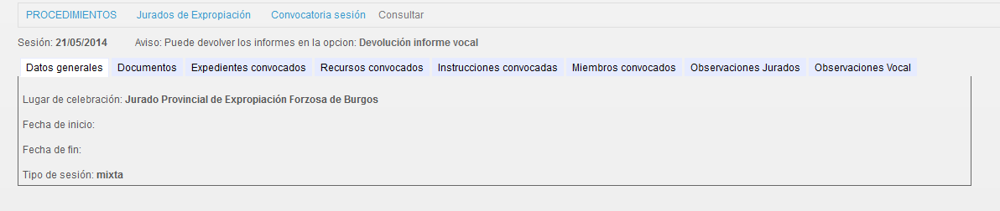 PROCEDIMIENTOS Jurados de Expropiación Convocatoria sesión Consultar
Sesión: 21/05/2014 Aviso: Puede devolver los informes en la opcion: Devolución informe vocal
Datos generales Documentos Expedientes convocados Recursos convocados Instrucciones convocadas Miembros convocados Observaciones Jurados Observaciones Vocal
Lugar de celebración: Jurado Provincial de Expropiación Forzosa de Burgos
Fecha de inicio:
Fecha de fin:
Tipo de sesión: mixta